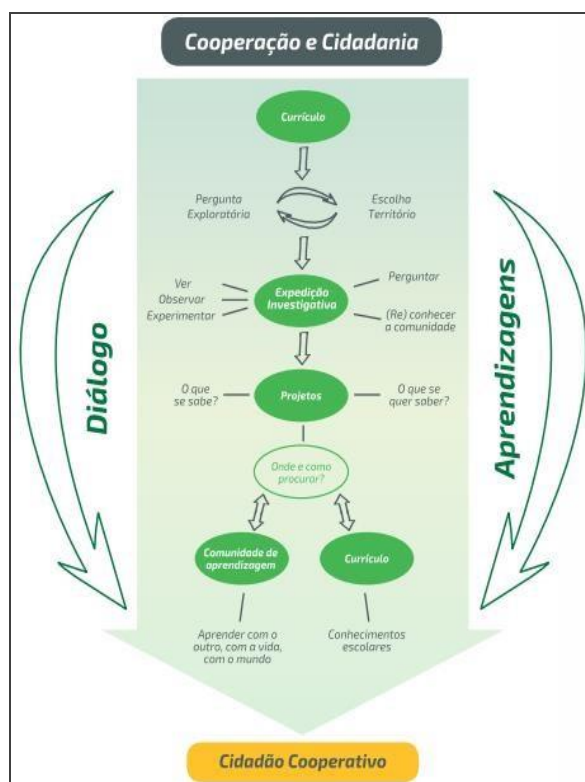 Cooperação e Cidadania
Currículo
Pergunta
Exploratória
Escolha
Território
Ver
Observar
Experimentar
Expedição
Investigativa
Perguntar
(Re) conhecer
a comunidade
Diálogo
Aprendizagens
O que
se sabe?
Projetos
O que se
quer saber?
Onde e como
procurar?
Comunidade de
aprendizagem
Currículo
Aprender com o
outro, com a vida,
com o mundo
Conhecimentos
escolares
Cidadão Cooperativo